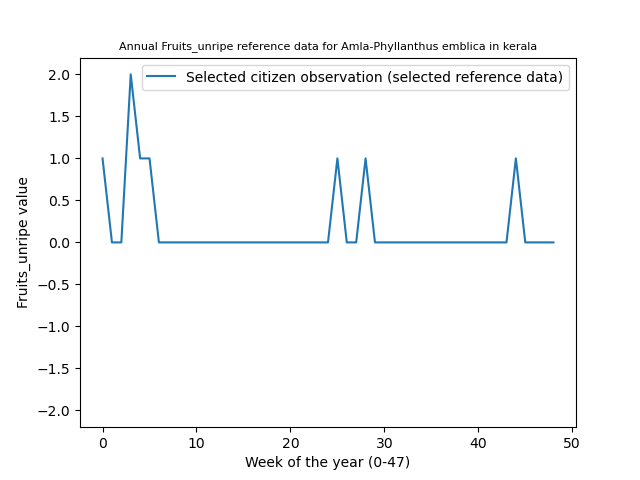 Annual Fruits_unripe reference data for Amla-Phyllanthus emblica in kerala
Selected citizen observation (selected reference data)
2.0
1.5
1.0
0.5
0.0
−0.5
−1.0
−1.5
−2.0
Fruits_unripe value
0 10 20 30 40 50
Week of the year (0-47)